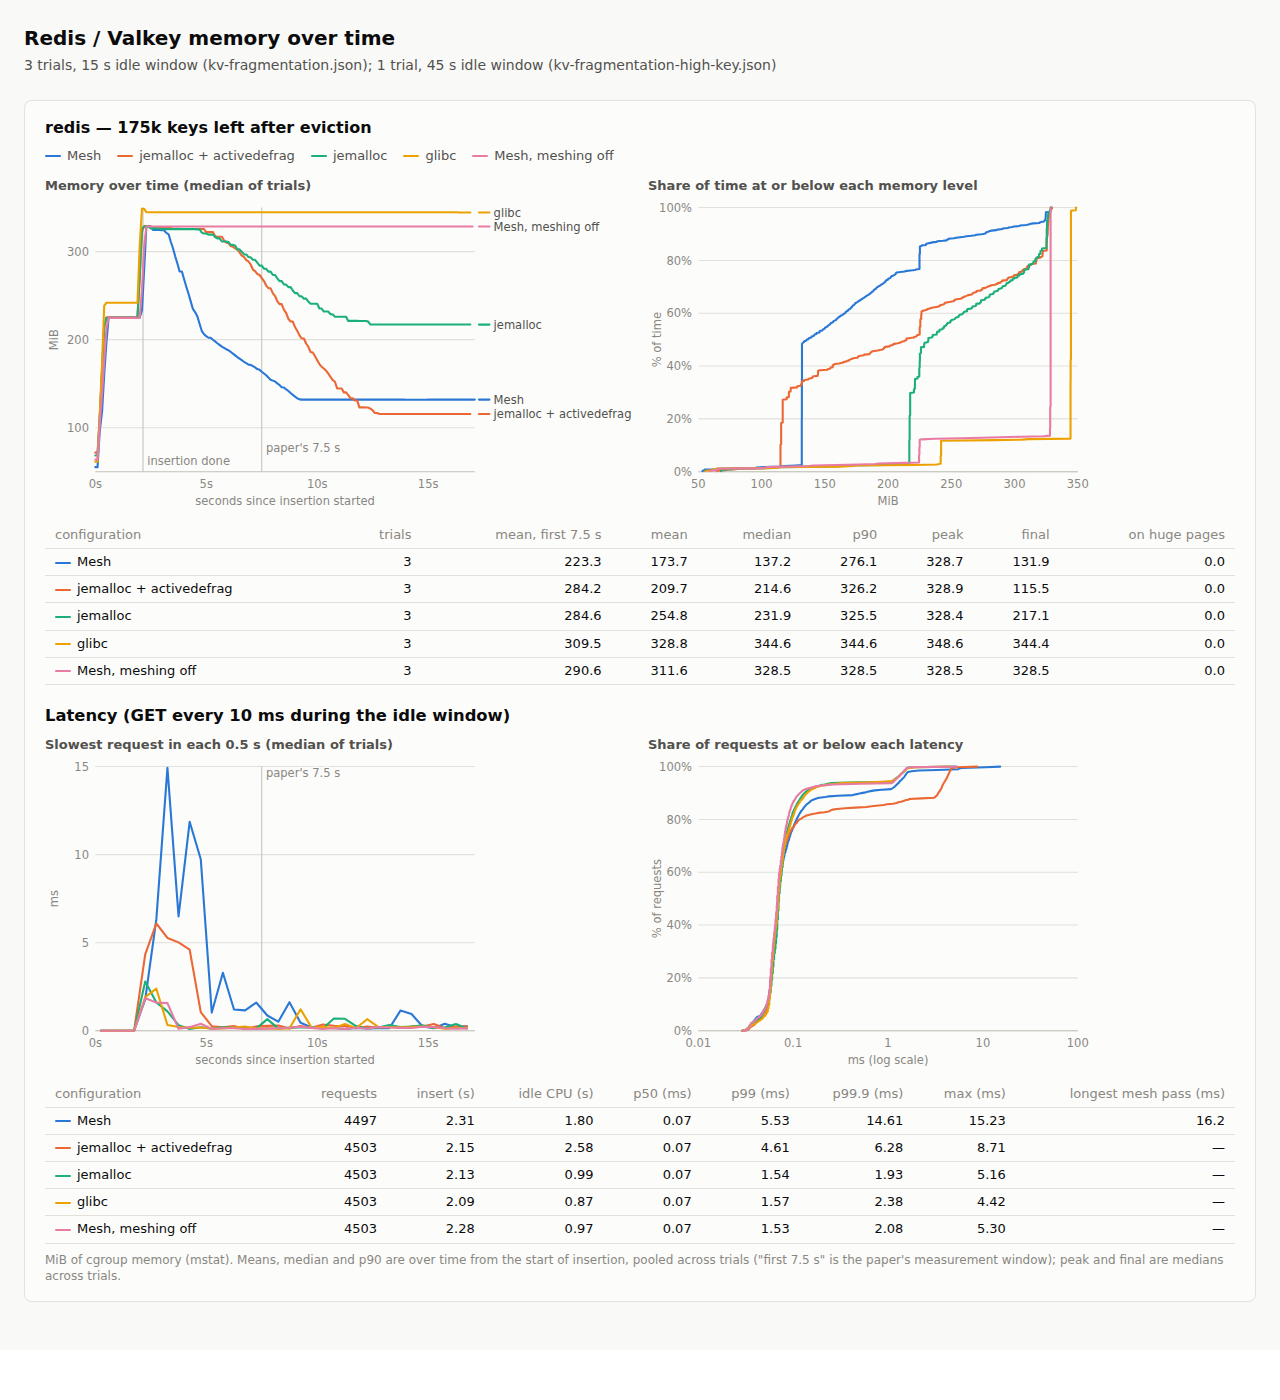 Redis / Valkey memory over time
3 trials, 15 s idle window (kv-fragmentation.json); 1 trial, 45 s idle window (kv-fragmentation-high-key.json)
redis — 175k keys left after eviction
Mesh jemalloc + activedefrag jemalloc glibc Mesh, meshing off
Memory over time (median of trials)
300
200
100
MiB
0s 5s 10s 15s
seconds since insertion started
insertion done
paper's 7.5 s
glibc
Mesh, meshing off
jemalloc
Mesh
jemalloc + activedefrag
Share of time at or below each memory level
100%
80%
60%
40%
20%
0%
% of time
50 100 150 200 250 300 350
MiB
configuration trials mean, first 7.5 s mean median p90 peak final on huge pages
Mesh 3 223.3 173.7 137.2 276.1 328.7 131.9 0.0
jemalloc + activedefrag 3 284.2 209.7 214.6 326.2 328.9 115.5 0.0
jemalloc 3 284.6 254.8 231.9 325.5 328.4 217.1 0.0
glibc 3 309.5 328.8 344.6 344.6 348.6 344.4 0.0
Mesh, meshing off 3 290.6 311.6 328.5 328.5 328.5 328.5 0.0
Latency (GET every 10 ms during the idle window)
Slowest request in each 0.5 s (median of trials)
15
10
5
0
ms
0s 5s 10s 15s
seconds since insertion started
paper's 7.5 s
Share of requests at or below each latency
100%
80%
60%
40%
20%
0%
% of requests
0.01 0.1 1 10 100
ms (log scale)
configuration requests insert (s) idle CPU (s) p50 (ms) p99 (ms) p99.9 (ms) max (ms) longest mesh pass (ms)
Mesh 4497 2.31 1.80 0.07 5.53 14.61 15.23 16.2
jemalloc + activedefrag 4503 2.15 2.58 0.07 4.61 6.28 8.71 —
jemalloc 4503 2.13 0.99 0.07 1.54 1.93 5.16 —
glibc 4503 2.09 0.87 0.07 1.57 2.38 4.42 —
Mesh, meshing off 4503 2.28 0.97 0.07 1.53 2.08 5.30 —
MiB of cgroup memory (mstat). Means, median and p90 are over time from the start of insertion, pooled across trials ("first 7.5 s" is the paper's measurement window); peak and final are medians
across trials.